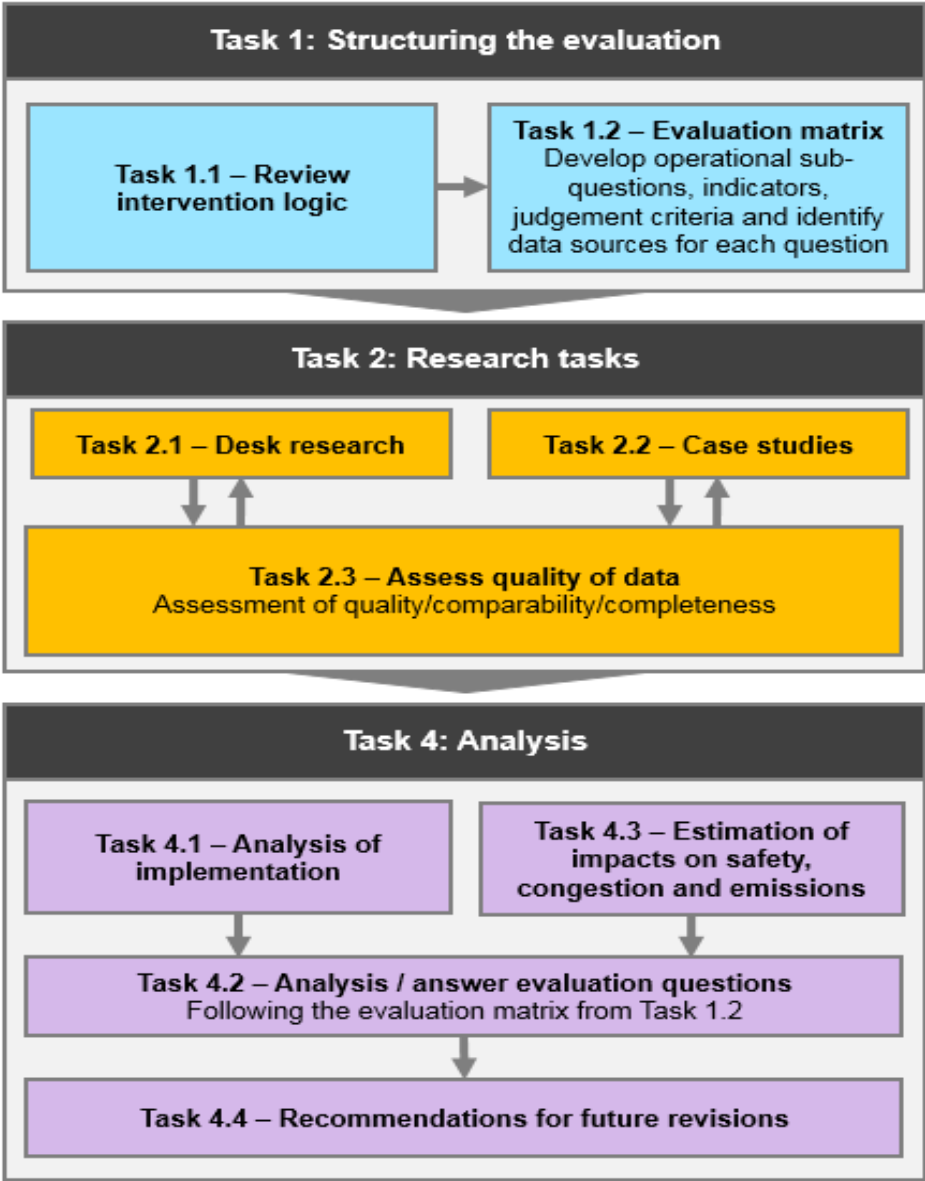 Task 1: Structuring the evaluation
Task 1.1 – Review
intervention logic
Task 1.2 – Evaluation matrix
Develop operational sub-
questions, indicators,
judgement criteria and identify
data sources for each question
Task 2: Research tasks
Task 2.1 – Desk research
Task 2.2 – Case studies
Task 2.3 – Assess quality of data
Assessment of quality/comparability/completeness
Task 4: Analysis
Task 4.1 – Analysis of
implementation
Task 4.3 – Estimation of
impacts on safety,
congestion and emissions
Task 4.2 – Analysis / answer evaluation questions
Following the evaluation matrix from Task 1.2
Task 4.4 – Recommendations for future revisions